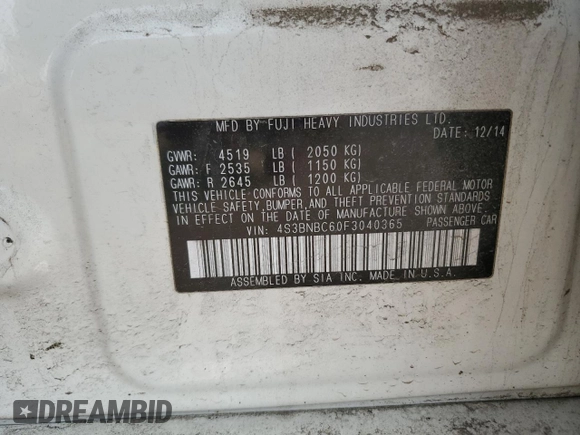 MFD BY FUJI HEAVY INDUSTRIES LTD.
DATE: 12/14
GVWR: 4519 LB ( 2050 KG)
GAWR: F 2535 LB ( 1150 KG)
GAWR: R 2645 LB ( 1200 KG)
THIS VEHICLE CONFORMS TO ALL APPLICABLE FEDERAL MOTOR
VEHICLE SAFETY, BUMPER, AND THEFT PREVENTION STANDARDS
IN EFFECT ON THE DATE OF MANUFACTURE SHOWN ABOVE.
VIN: 4S3BNBC60F3040365 PASSENGER CAR
ASSEMBLED BY SIA INC. MADE IN U.S.A.
DREAMBID